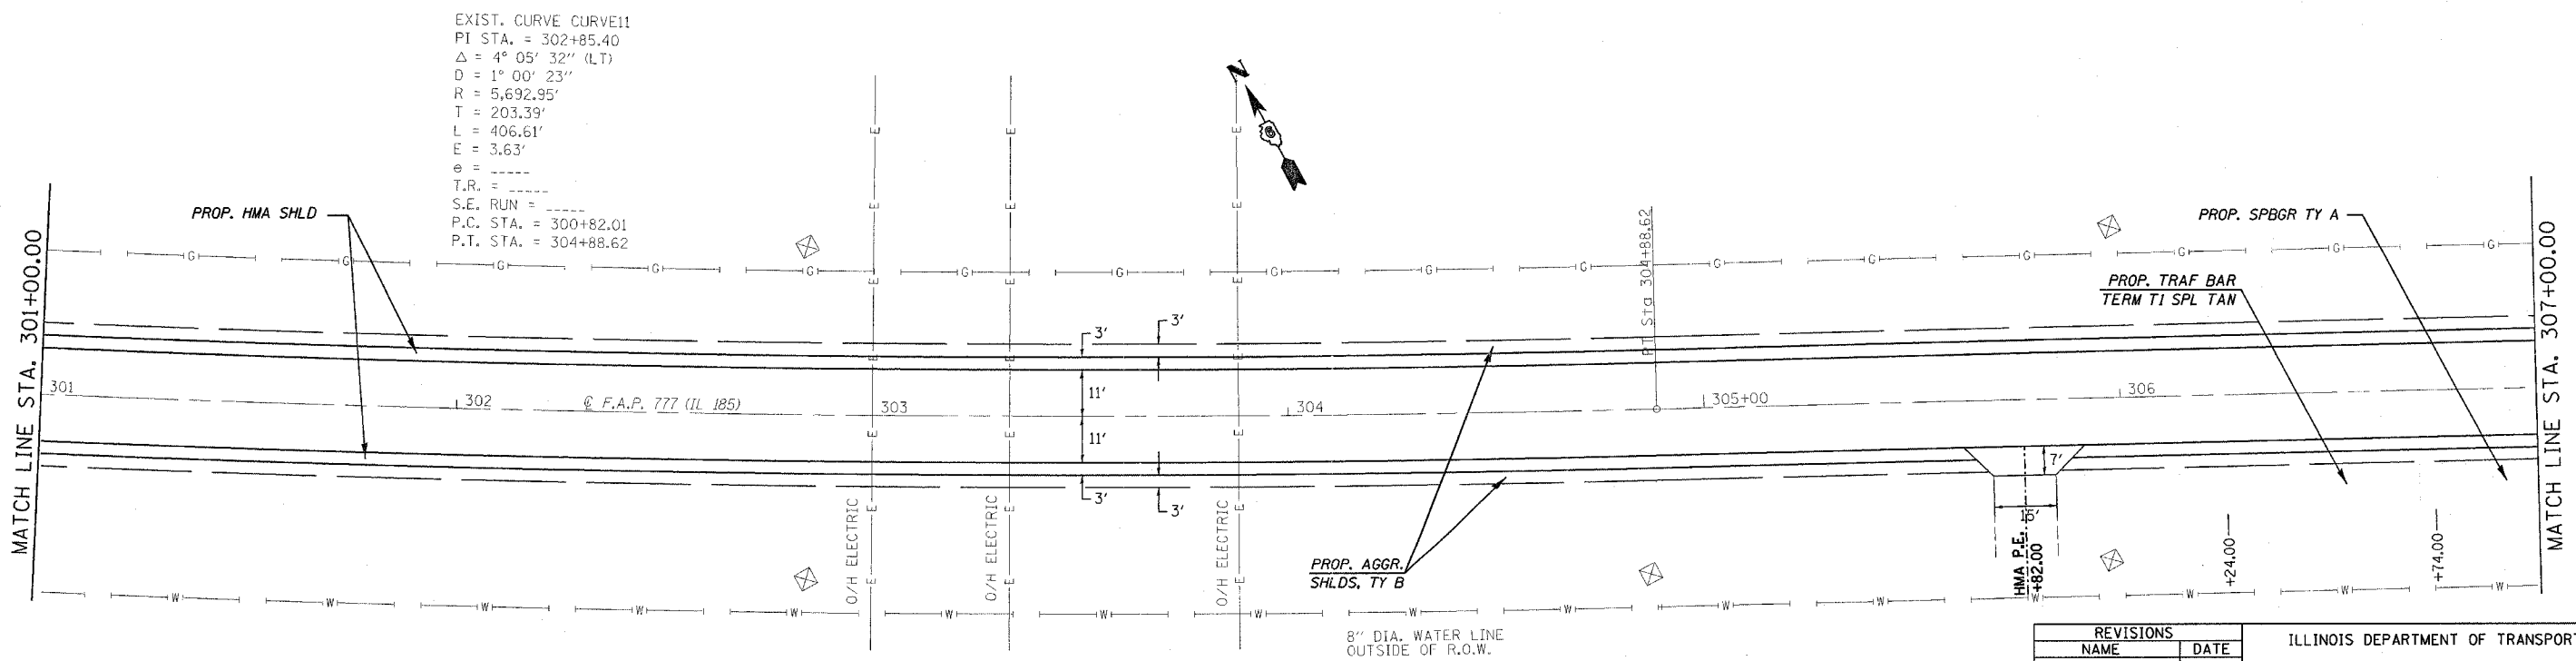 EXIST. CURVE CURVE11
PI STA. = 302+85.40
Δ = 4° 05' 32" (LT)
D = 1° 00' 23"
R = 5,692.95'
T = 203.39'
L = 406.61'
E = 3.63'
e = _____
T.R. = _____
S.E. RUN = _____
P.C. STA. = 300+82.01
P.T. STA. = 304+88.62
N
6
MATCH LINE STA. 301+00.00
PROP. HMA SHLD
PROP. SPBGR TY A
PROP. TRAF BAR
TERM T1 SPL TAN
MATCH LINE STA. 307+00.00
G G G G G G G G G G G G G G G G
E E E
E E E
E E E
E E E
E E E
E E E
PT Sta 304+88.62
3'
3'
11'
11'
3'
3'
301
302
℄ F.A.P. 777 (IL 185)
303
304
305+00
306
7'
15'
O/H ELECTRIC
O/H ELECTRIC
O/H ELECTRIC
PROP. AGGR.
SHLDS, TY B
HMA P.E.
+82.00
+24.00
+74.00
W W W W W W W W W W W W W W W W
8" DIA. WATER LINE
OUTSIDE OF R.O.W.
REVISIONS
NAME DATE
ILLINOIS DEPARTMENT OF TRANSPORT